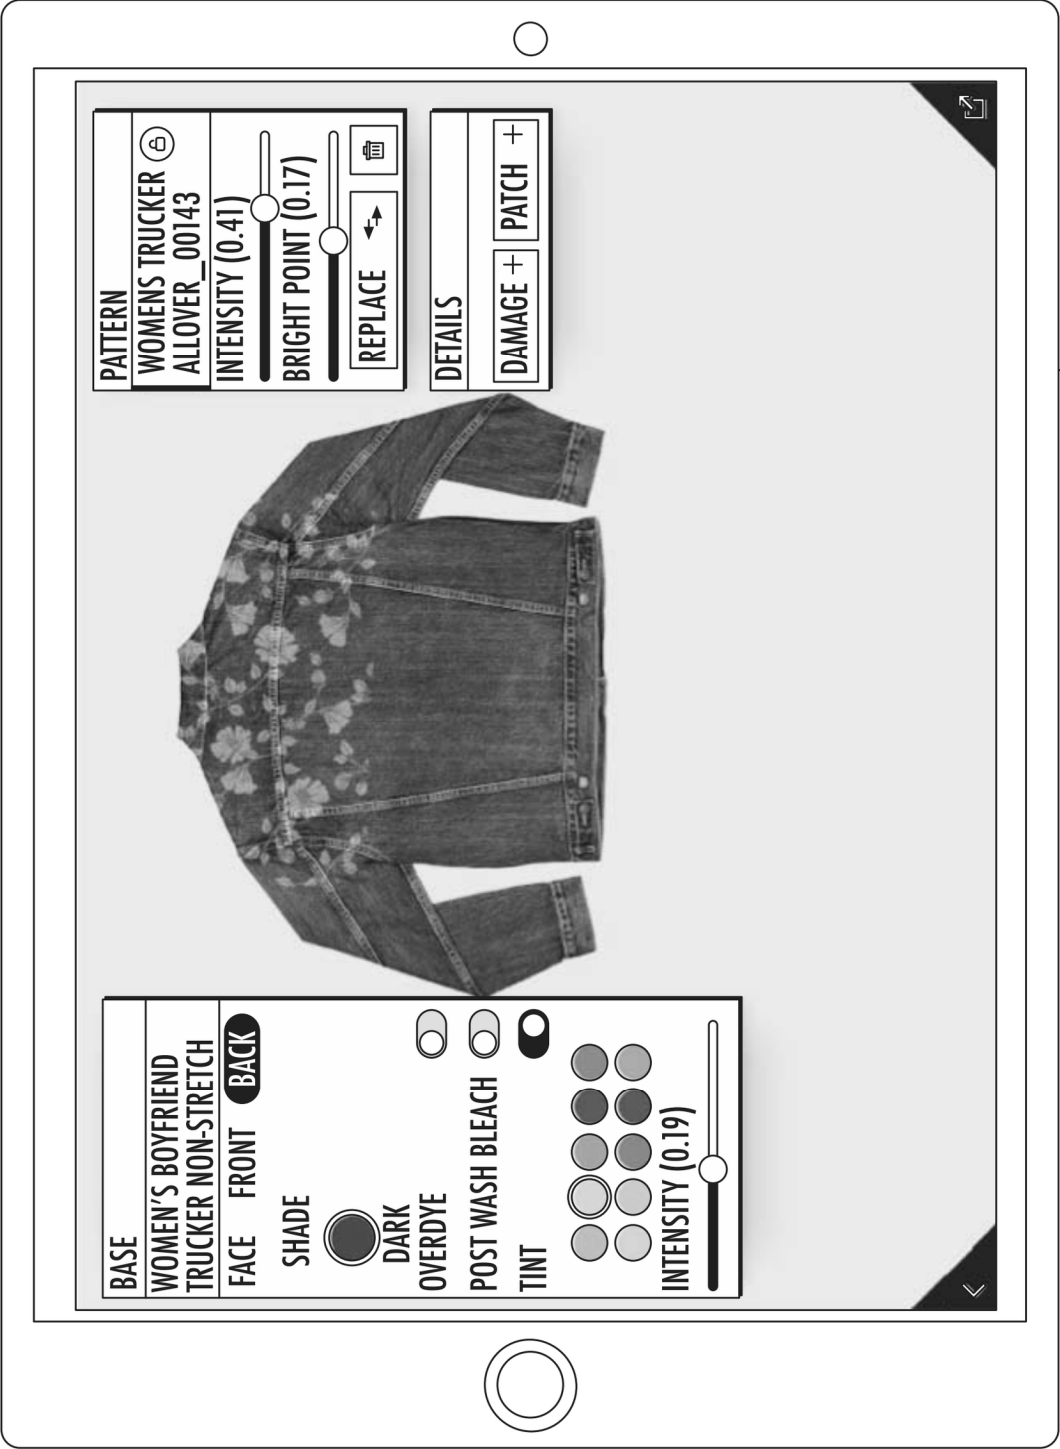 BASE
WOMEN'S BOYFRIEND
TRUCKER NON-STRETCH
FACE FRONT BACK
SHADE
DARK
OVERDYE
POST WASH BLEACH
TINT
INTENSITY (0.19)
PATTERN
WOMENS TRUCKER
ALLOVER_00143
INTENSITY (0.41)
BRIGHT POINT (0.17)
REPLACE
DETAILS
DAMAGE + PATCH +